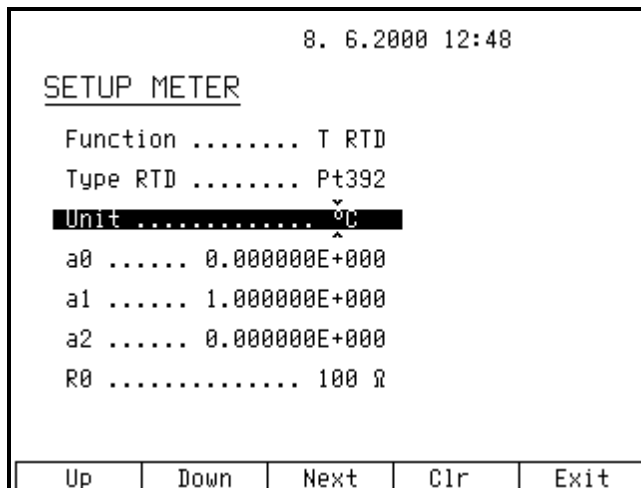 8. 6.2000 12:48
SETUP METER
Function ........ T RTD
Type RTD ........ Pt392
Unit ............. ºC
a0 ...... 0.000000E+000
a1 ...... 1.000000E+000
a2 ...... 0.000000E+000
R0 .............. 100 Ω
Up Down Next Clr Exit